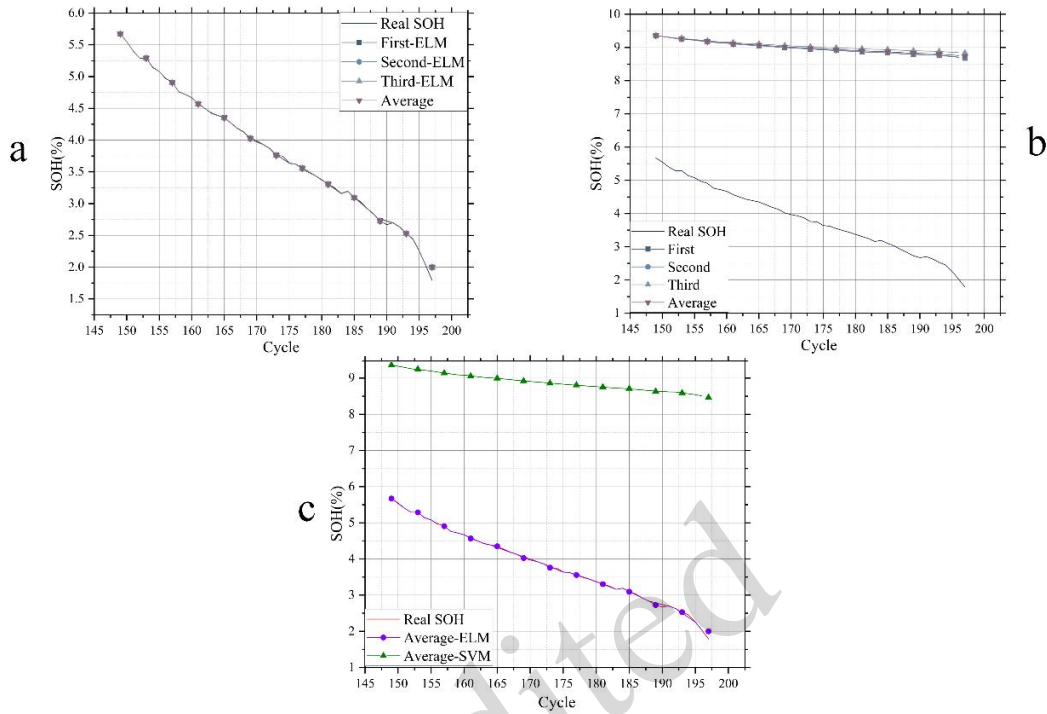 a
6.0
5.5
5.0
4.5
4.0
3.5
3.0
2.5
2.0
1.5
SOH(%)
Real SOH
First-ELM
Second-ELM
Third-ELM
Average
145 150 155 160 165 170 175 180 185 190 195 200
Cycle
b
10
9
8
7
6
5
4
3
2
1
SOH(%)
Real SOH
First
Second
Third
Average
145 150 155 160 165 170 175 180 185 190 195 200
Cycle
c
9
8
7
6
5
4
3
2
1
SOH(%)
Real SOH
Average-ELM
Average-SVM
145 150 155 160 165 170 175 180 185 190 195 200
Cycle
dited